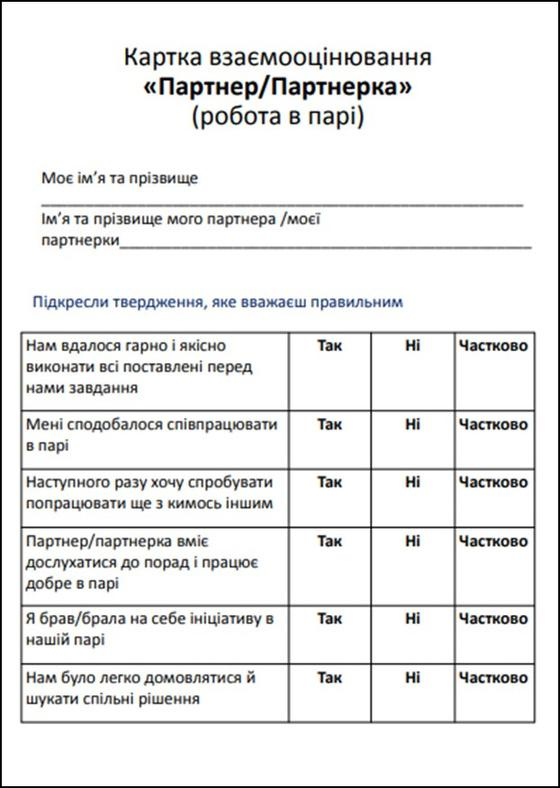 Картка взаємооцінювання
«Партнер/Партнерка»
(робота в парі)
Моє ім’я та прізвище
Ім’я та прізвище мого партнера /моєї
партнерки
Підкресли твердження, яке вважаєш правильним
Нам вдалося гарно і якісно
виконати всі поставлені перед
нами завдання
Так Ні Частково
Мені сподобалося співпрацювати
в парі
Так Ні Частково
Наступного разу хочу спробувати
попрацювати ще з кимось іншим
Так Ні Частково
Партнер/партнерка вміє
дослухатися до порад і працює
добре в парі
Так Ні Частково
Я брав/брала на себе ініціативу в
нашій парі
Так Ні Частково
Нам було легко домовлятися й
шукати спільні рішення
Так Ні Частково